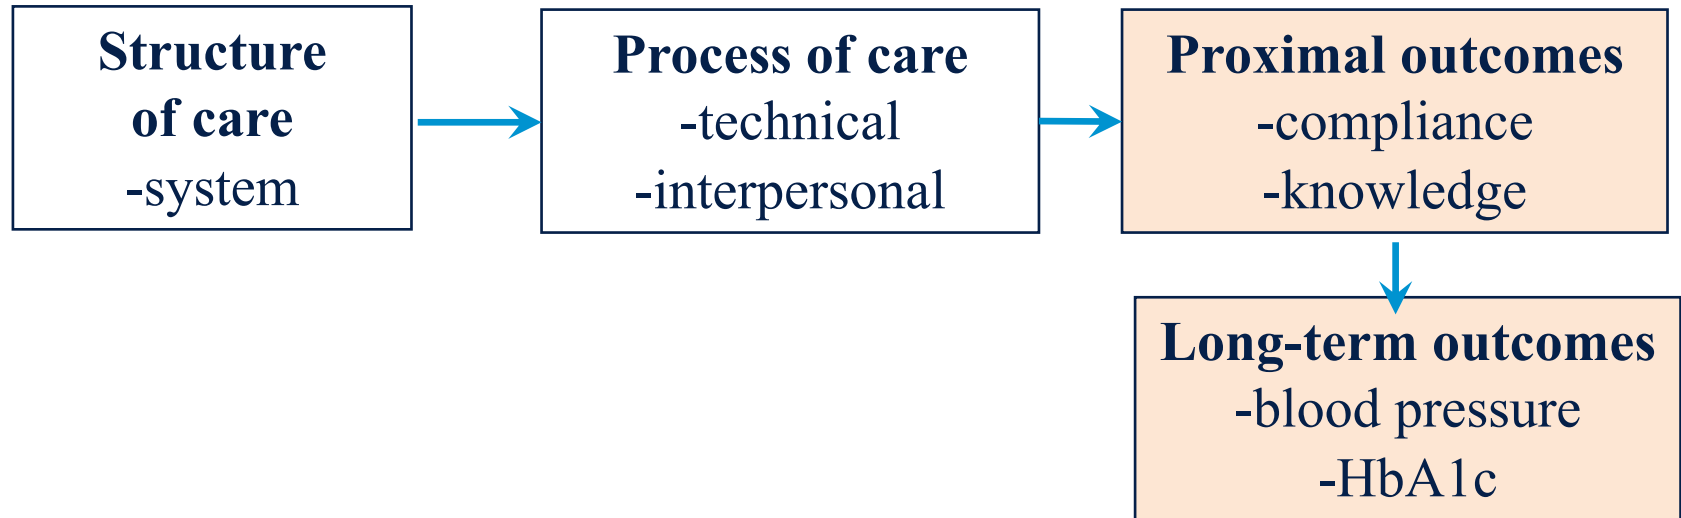 Structure
of care
-system
Process of care
-technical
-interpersonal
Proximal outcomes
-compliance
-knowledge
Long-term outcomes
-blood pressure
-HbA1c